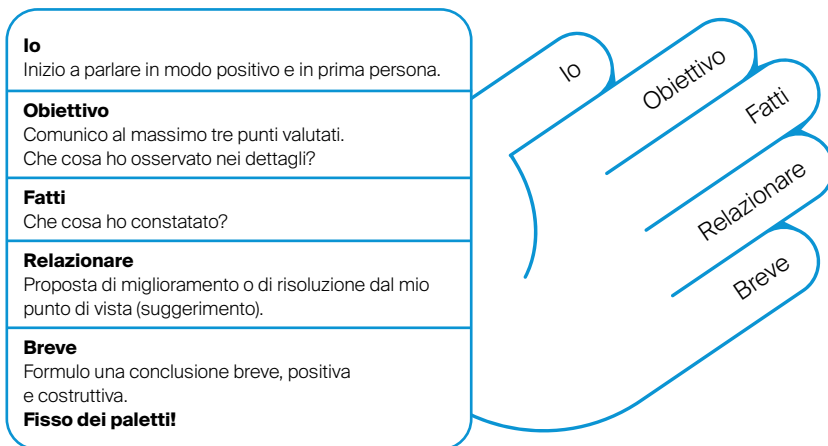 Io
Inizio a parlare in modo positivo e in prima persona.
Obiettivo
Comunico al massimo tre punti valutati.
Che cosa ho osservato nei dettagli?
Fatti
Che cosa ho constatato?
Relazionare
Proposta di miglioramento o di risoluzione dal mio
punto di vista (suggerimento).
Breve
Formulo una conclusione breve, positiva
e costruttiva.
Fisso dei paletti!
Io
Obiettivo
Fatti
Relazionare
Breve